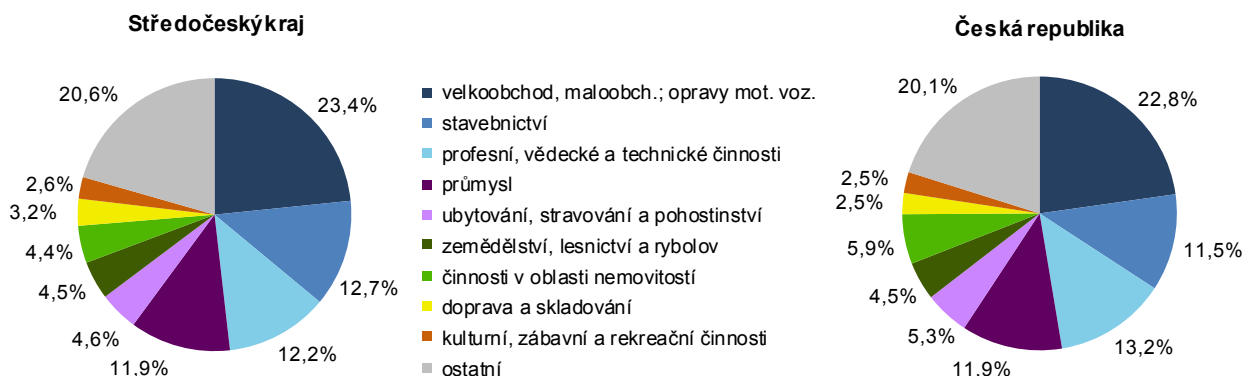 Středočeský kraj
23,4%
12,7%
12,2%
11,9%
4,6%
4,5%
4,4%
3,2%
2,6%
20,6%
velkoobchod, maloobch.; opravy mot. voz.
stavebnictví
profesní, vědecké a technické činnosti
průmysl
ubytování, stravování a pohostinství
zemědělství, lesnictví a rybolov
činnosti v oblasti nemovitostí
doprava a skladování
kulturní, zábavní a rekreační činnosti
ostatní
Česká republika
22,8%
11,5%
13,2%
11,9%
5,3%
4,5%
5,9%
2,5%
2,5%
20,1%